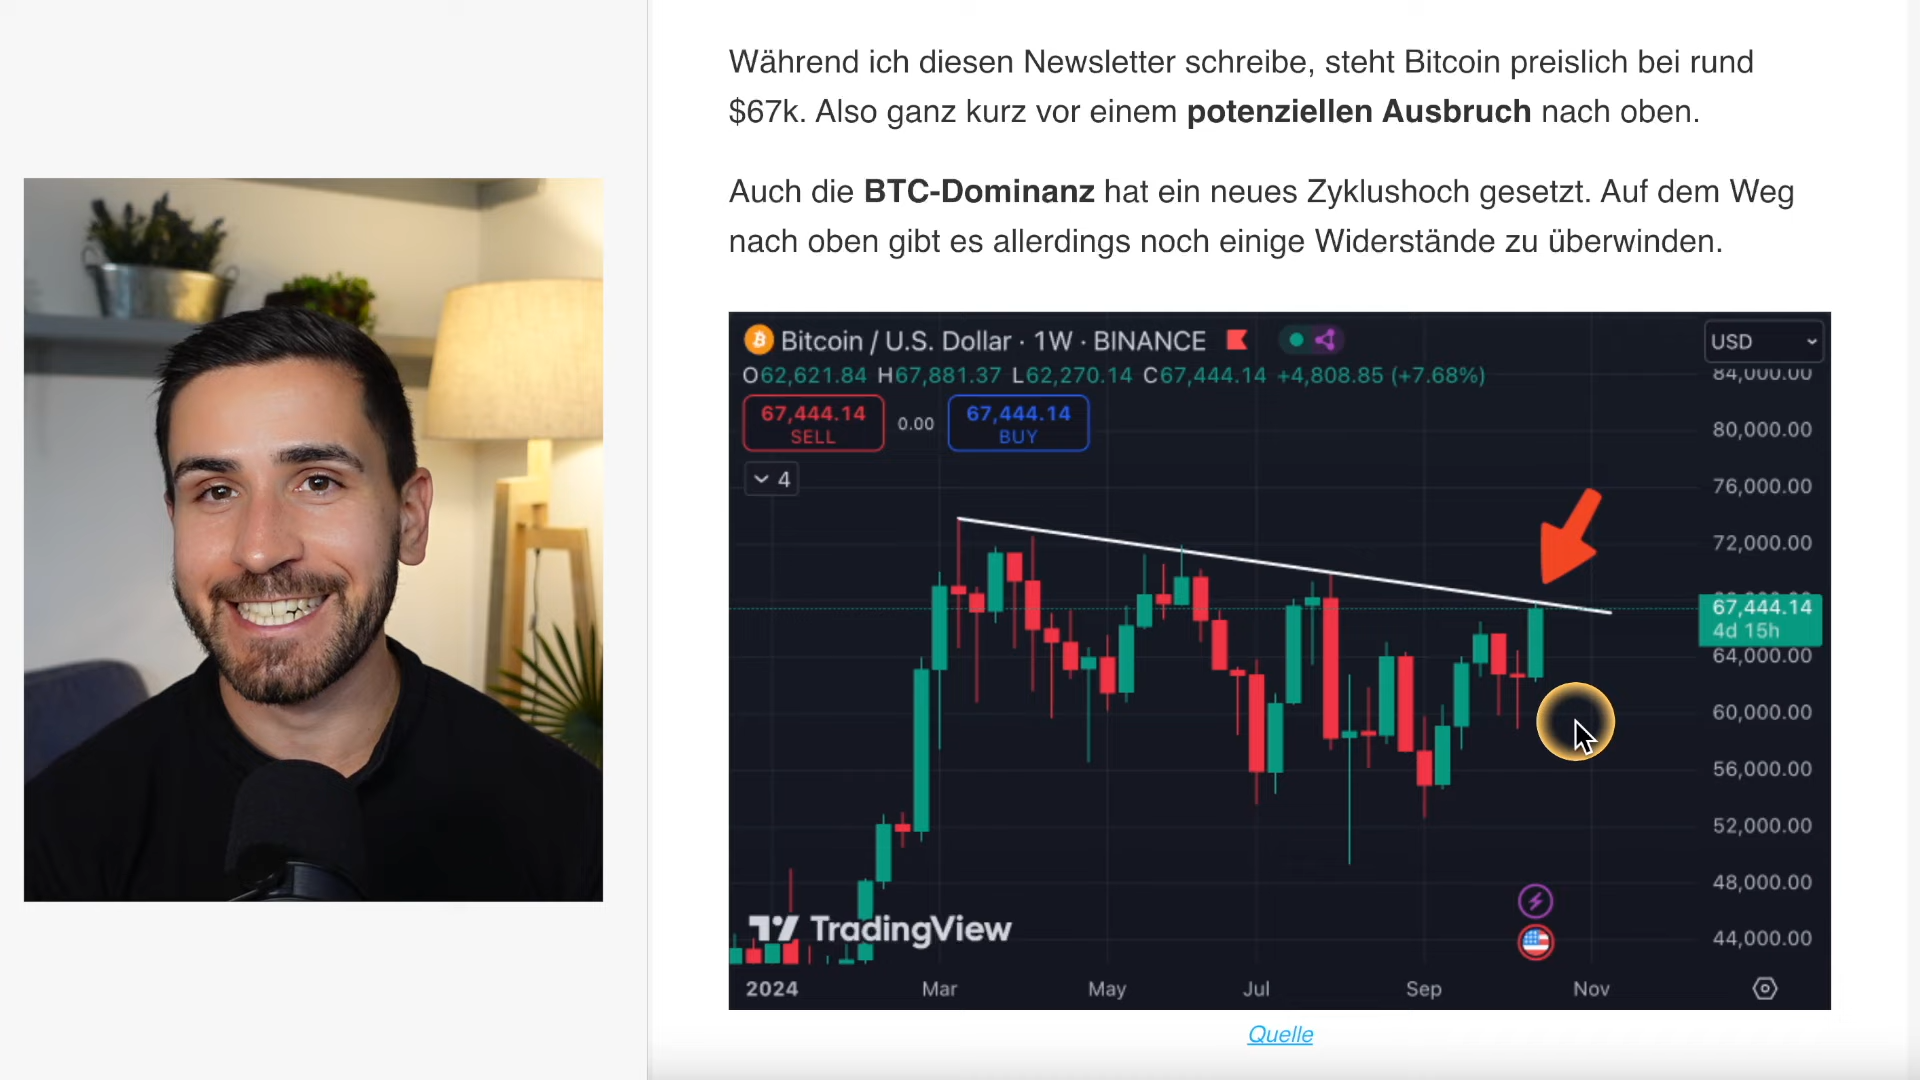 Während ich diesen Newsletter schreibe, steht Bitcoin preislich bei rund
$67k. Also ganz kurz vor einem potenziellen Ausbruch nach oben.
Auch die BTC-Dominanz hat ein neues Zyklushoch gesetzt. Auf dem Weg
nach oben gibt es allerdings noch einige Widerstände zu überwinden.
Bitcoin / U.S. Dollar · 1W · BINANCE
USD
O62,621.84 H67,881.37 L62,270.14 C67,444.14 +4,808.85 (+7.68%)
84,000.00
67,444.14
SELL
0.00
67,444.14
BUY
80,000.00
4
76,000.00
72,000.00
67,444.14
4d 15h
64,000.00
60,000.00
56,000.00
52,000.00
48,000.00
TradingView
44,000.00
2024 Mar May Jul Sep Nov
Quelle